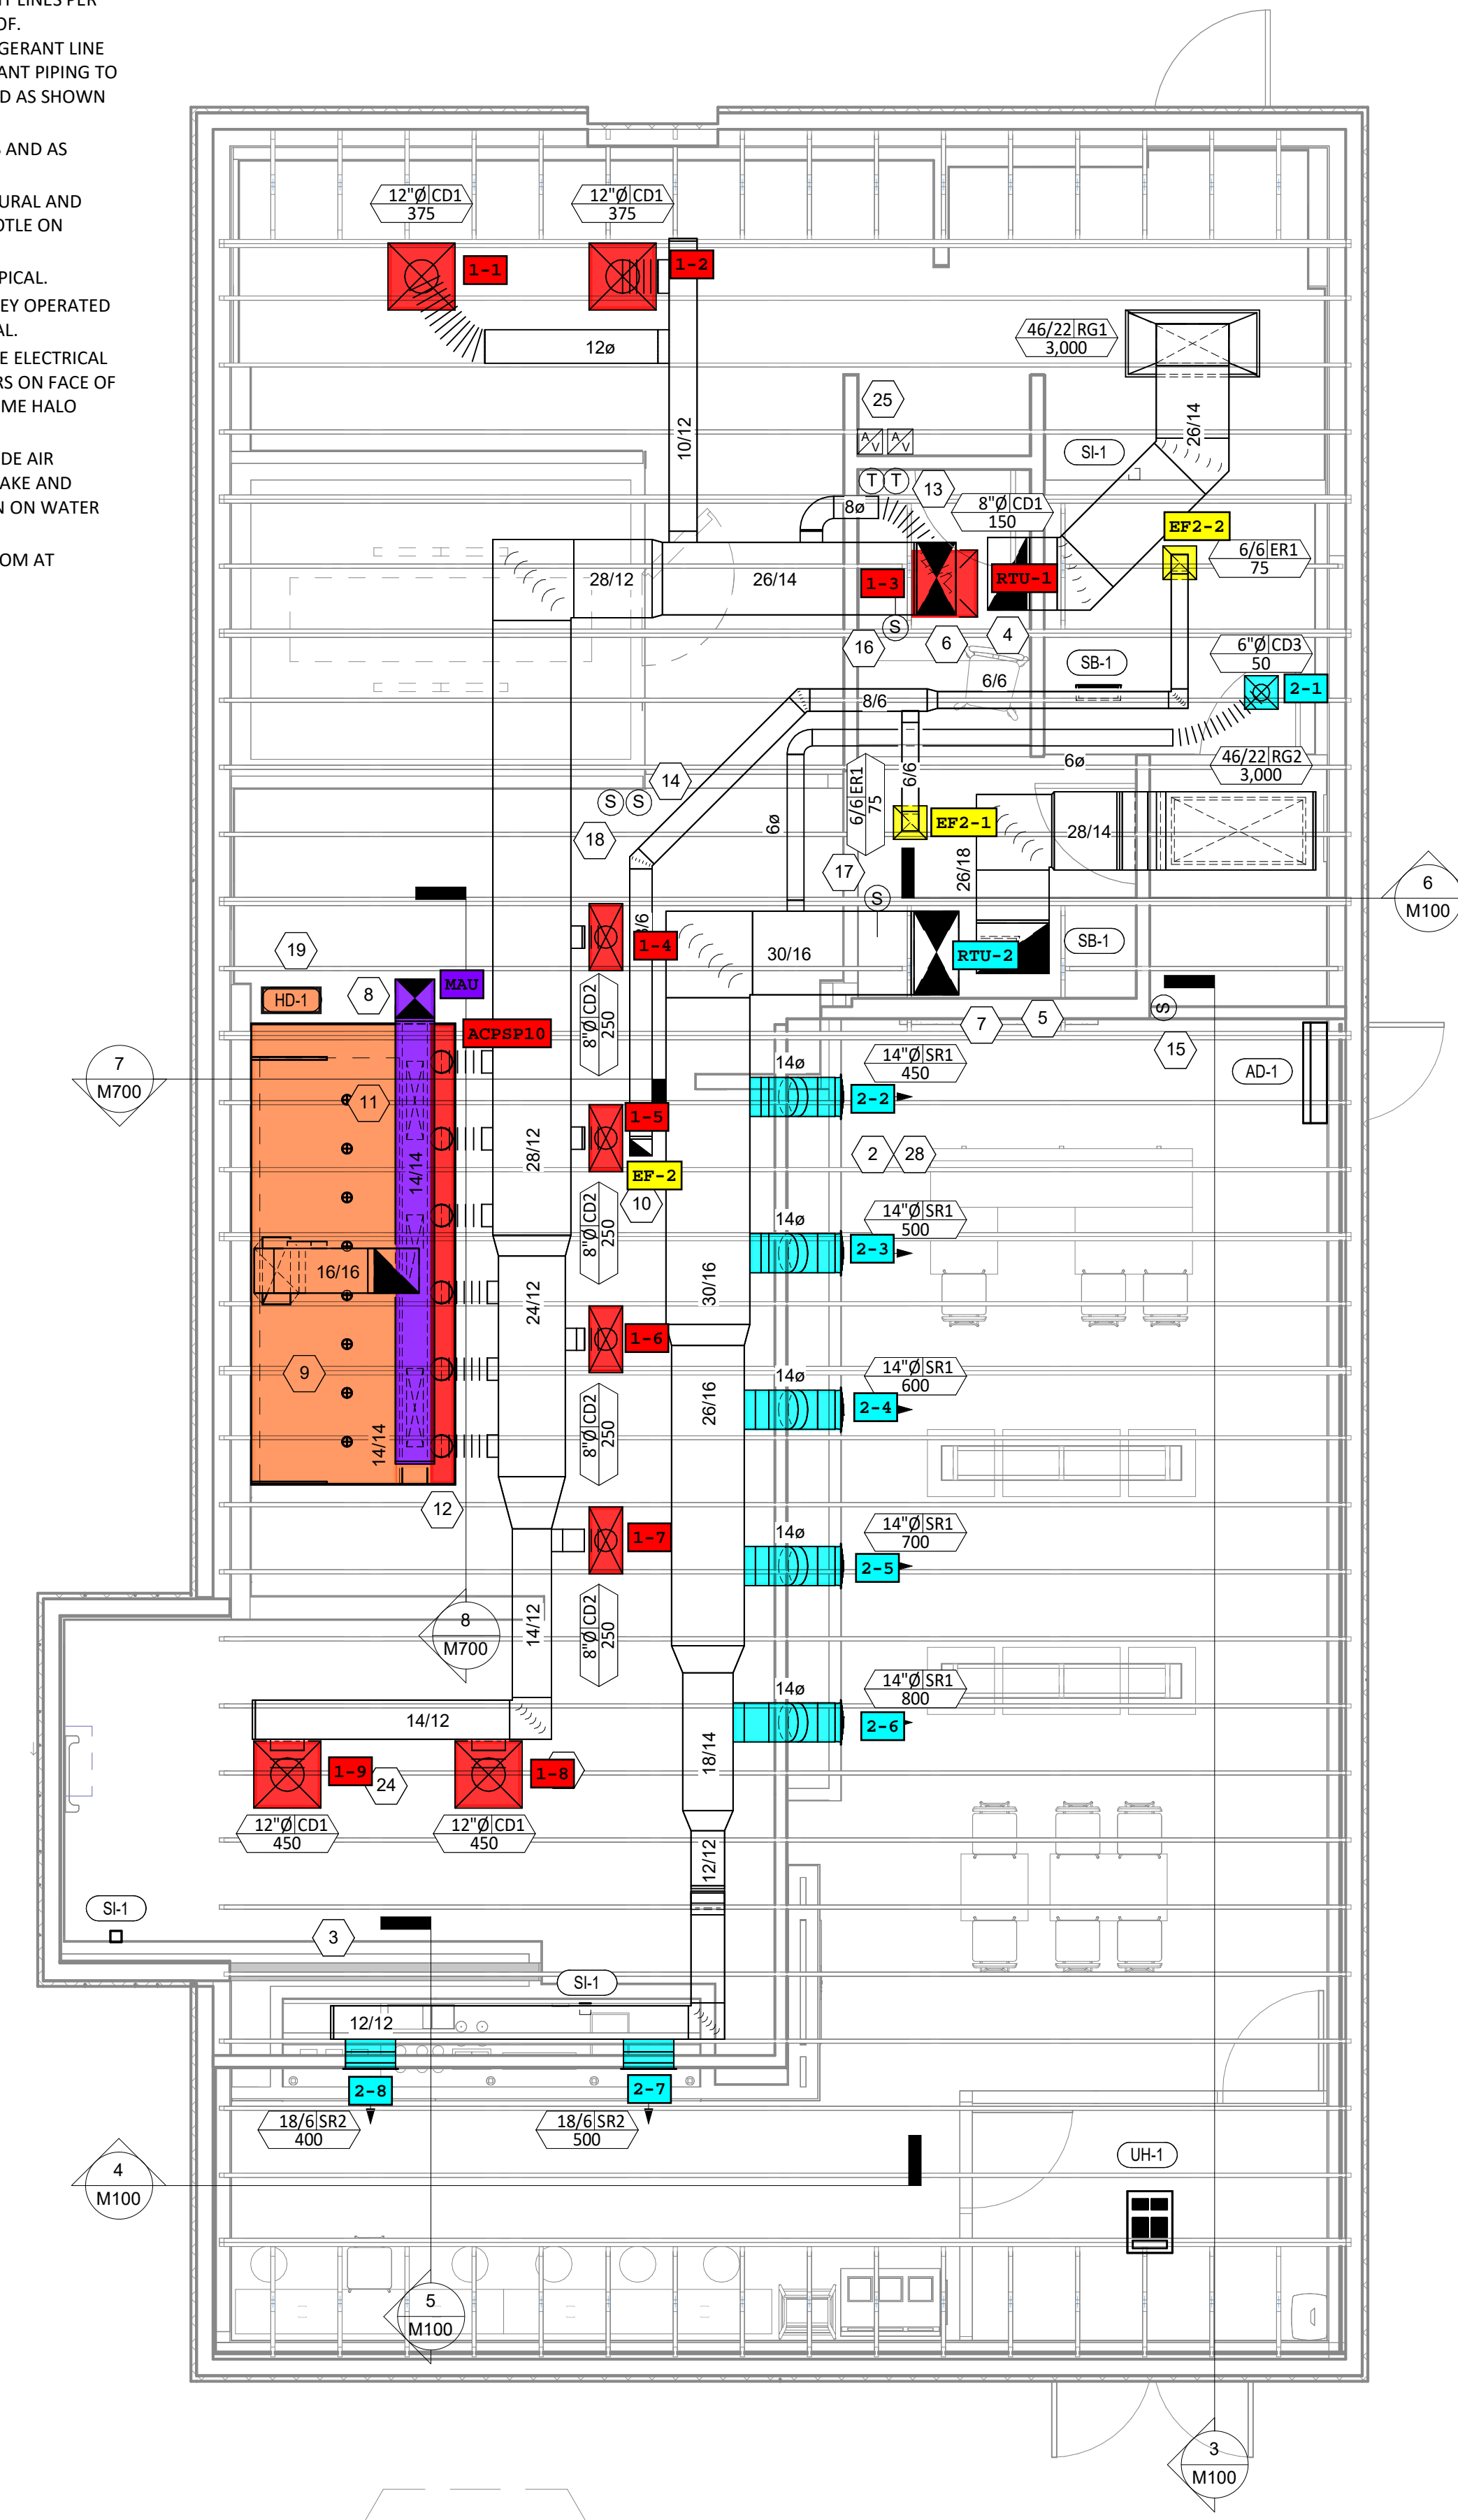 T LINES PER
OF.
GERANT LINE
ANT PIPING TO
D AS SHOWN
S AND AS
URAL AND
OTLE ON
PICAL.
EY OPERATED
AL.
E ELECTRICAL
RS ON FACE OF
ME HALO
DE AIR
AKE AND
N ON WATER
OM AT
12"Ø CD1
375
12"Ø CD1
375
1-1
1-2
12ø
10/12
46/22 RG1
3,000
26/14
25
A/V
A/V
SI-1
T
T
13
8ø
8"Ø CD1
150
EF2-2
6/6 ER1
75
28/12
26/14
1-3
RTU-1
S
16
6
4
SB-1
6"Ø CD3
50
6/6
8/6
2-1
14
S
S
18
6ø
6/6 ER1
75
6/6
6ø
46/22 RG2
3,000
EF2-1
28/14
17
26/18
S
6
M100
8/6
1-4
30/16
RTU-2
SB-1
19
8
MAU
HD-1
8"Ø CD2
250
ACPSP10
7
5
S
15
AD-1
7
M700
14ø
14"Ø SR1
450
11
2-2
1-5
28/12
14/14
EF-2
10
2
28
8"Ø CD2
250
14ø
14"Ø SR1
500
2-3
16/16
24/12
30/16
1-6
9
14ø
14"Ø SR1
600
2-4
26/16
8"Ø CD2
250
14/14
12
1-7
14ø
14"Ø SR1
700
2-5
8
M700
14/12
8"Ø CD2
250
14ø
14"Ø SR1
800
2-6
14/12
18/14
1-9
24
1-8
12"Ø CD1
450
12"Ø CD1
450
12/12
SI-1
3
SI-1
12/12
2-8
2-7
18/6 SR2
400
18/6 SR2
500
4
M100
UH-1
5
M100
3
M100